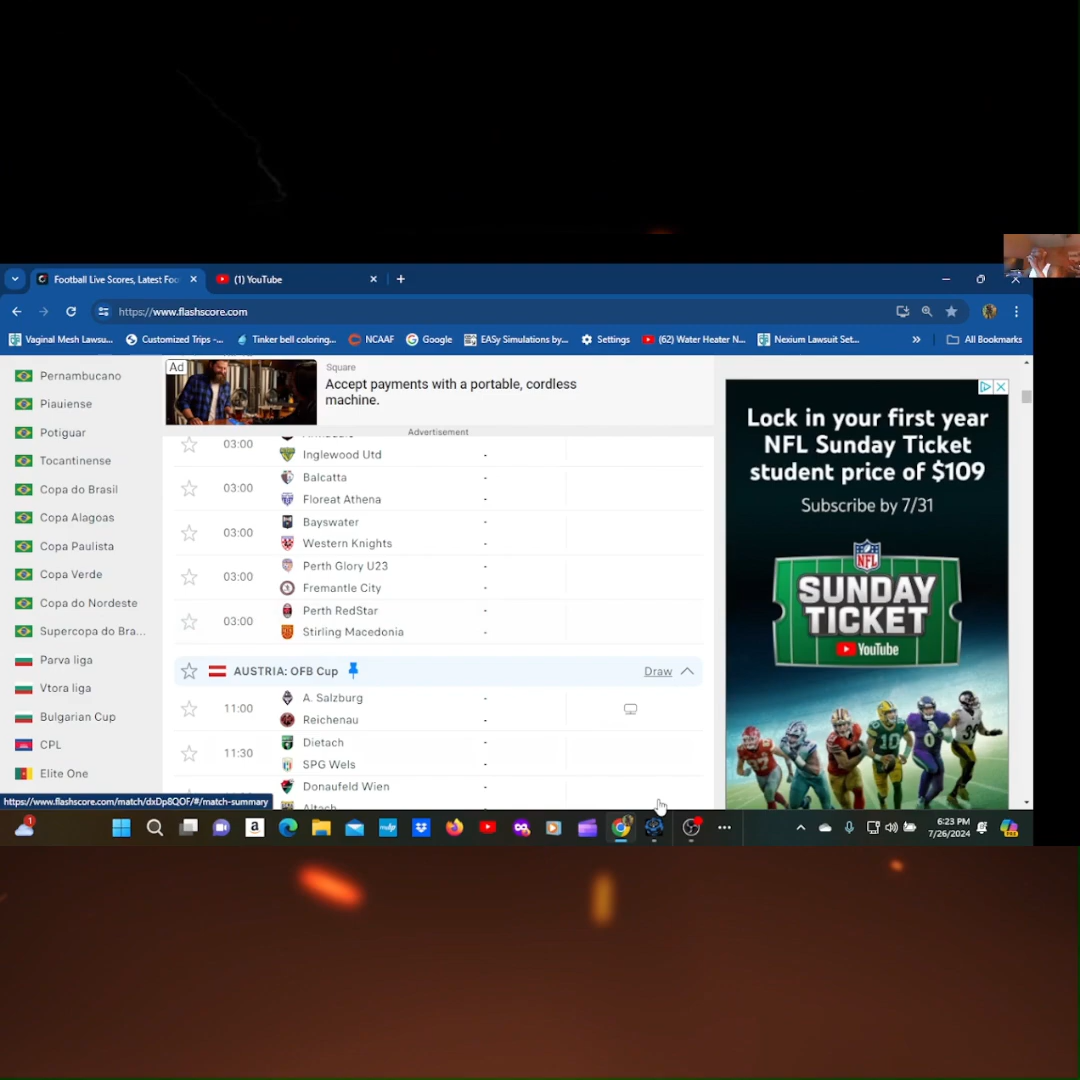 Football Live Scores, Latest Foo
(1) YouTube
https://www.flashscore.com
Vaginal Mesh Lawsu...
Customized Trips -...
Tinker bell coloring...
NCAAF
Google
EASy Simulations by...
Settings
(62) Water Heater N...
Nexium Lawsuit Set...
»
All Bookmarks
Pernambucano
Piauiense
Potiguar
Tocantinense
Copa do Brasil
Copa Alagoas
Copa Paulista
Copa Verde
Copa do Nordeste
Supercopa do Bra...
Parva liga
Vtora liga
Bulgarian Cup
CPL
Elite One
https://www.flashscore.com/match/dxDp8QOF/#/match-summary
Ad
Square
Accept payments with a portable, cordless
machine.
Advertisement
03:00
Inglewood Utd -
03:00
Balcatta -
Floreat Athena -
03:00
Bayswater -
Western Knights -
03:00
Perth Glory U23 -
Fremantle City -
03:00
Perth RedStar -
Stirling Macedonia -
AUSTRIA: OFB Cup
Draw
11:00
A. Salzburg -
Reichenau -
11:30
Dietach -
SPG Wels -
Donaufeld Wien -
Altach
Lock in your first year
NFL Sunday Ticket
student price of $109
Subscribe by 7/31
NFL
SUNDAY
TICKET
YouTube
1
a
6:23 PM
7/26/2024